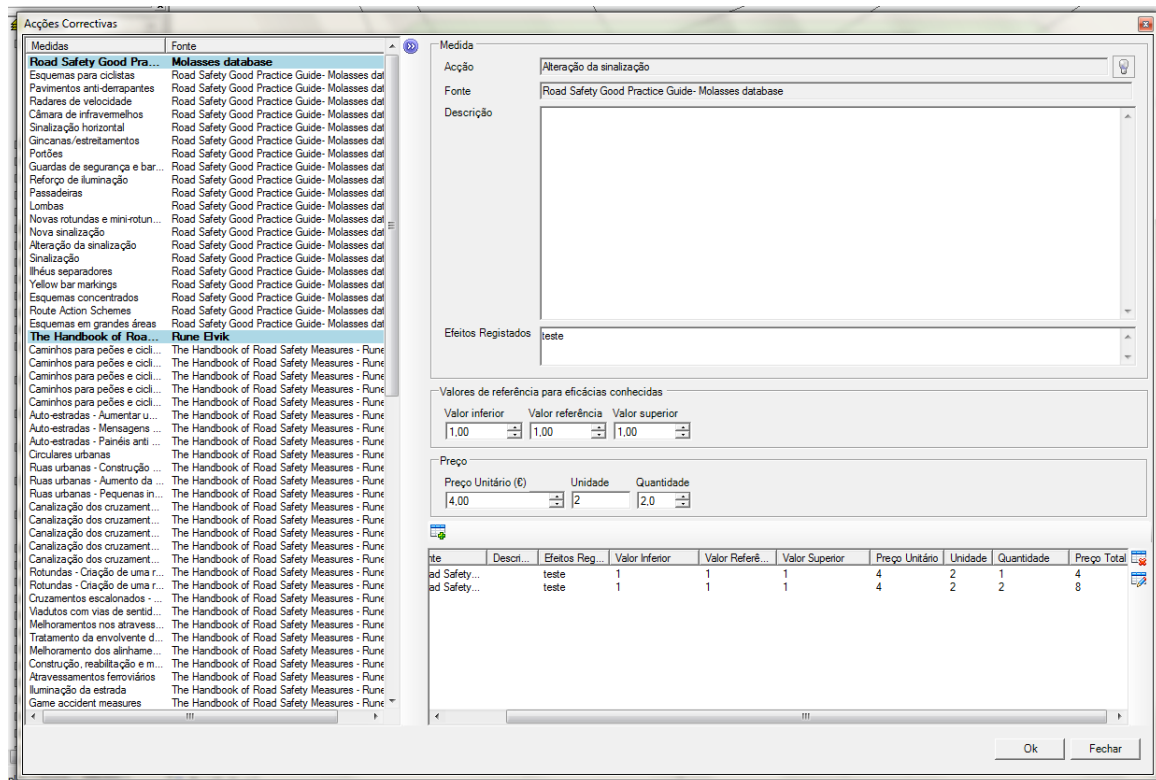 Acções Correctivas
Medidas Fonte
Road Safety Good Pra... Molasses database
Esquemas para ciclistas Road Safety Good Practice Guide- Molasses dat
Pavimentos anti-derrapantes Road Safety Good Practice Guide- Molasses dat
Radares de velocidade Road Safety Good Practice Guide- Molasses dat
Câmara de infravermelhos Road Safety Good Practice Guide- Molasses dat
Sinalização horizontal Road Safety Good Practice Guide- Molasses dat
Gincanas/estreitamentos Road Safety Good Practice Guide- Molasses dat
Portões Road Safety Good Practice Guide- Molasses dat
Guardas de segurança e bar... Road Safety Good Practice Guide- Molasses dat
Reforço de iluminação Road Safety Good Practice Guide- Molasses dat
Passadeiras Road Safety Good Practice Guide- Molasses dat
Lombas Road Safety Good Practice Guide- Molasses dat
Novas rotundas e mini-rotun... Road Safety Good Practice Guide- Molasses dat
Nova sinalização Road Safety Good Practice Guide- Molasses dat
Alteração da sinalização Road Safety Good Practice Guide- Molasses dat
Sinalização Road Safety Good Practice Guide- Molasses dat
Ilhéus separadores Road Safety Good Practice Guide- Molasses dat
Yellow bar markings Road Safety Good Practice Guide- Molasses dat
Esquemas concentrados Road Safety Good Practice Guide- Molasses dat
Route Action Schemes Road Safety Good Practice Guide- Molasses dat
Esquemas em grandes áreas Road Safety Good Practice Guide- Molasses dat
The Handbook of Roa... Rune Elvik
Caminhos para peões e cicli... The Handbook of Road Safety Measures - Rune
Caminhos para peões e cicli... The Handbook of Road Safety Measures - Rune
Caminhos para peões e cicli... The Handbook of Road Safety Measures - Rune
Caminhos para peões e cicli... The Handbook of Road Safety Measures - Rune
Caminhos para peões e cicli... The Handbook of Road Safety Measures - Rune
Auto-estradas - Aumentar u... The Handbook of Road Safety Measures - Rune
Auto-estradas - Mensagens ... The Handbook of Road Safety Measures - Rune
Auto-estradas - Painéis anti ... The Handbook of Road Safety Measures - Rune
Circulares urbanas The Handbook of Road Safety Measures - Rune
Ruas urbanas - Construção ... The Handbook of Road Safety Measures - Rune
Ruas urbanas - Aumento da ... The Handbook of Road Safety Measures - Rune
Ruas urbanas - Pequenas in... The Handbook of Road Safety Measures - Rune
Canalização dos cruzament... The Handbook of Road Safety Measures - Rune
Canalização dos cruzament... The Handbook of Road Safety Measures - Rune
Canalização dos cruzament... The Handbook of Road Safety Measures - Rune
Canalização dos cruzament... The Handbook of Road Safety Measures - Rune
Canalização dos cruzament... The Handbook of Road Safety Measures - Rune
Rotundas - Criação de uma r... The Handbook of Road Safety Measures - Rune
Rotundas - Criação de uma r... The Handbook of Road Safety Measures - Rune
Cruzamentos escalonados - ... The Handbook of Road Safety Measures - Rune
Viadutos com vias de sentid... The Handbook of Road Safety Measures - Rune
Melhoramentos nos atravess... The Handbook of Road Safety Measures - Rune
Tratamento da envolvente d... The Handbook of Road Safety Measures - Rune
Melhoramento dos alinhame... The Handbook of Road Safety Measures - Rune
Construção, reabilitação e m... The Handbook of Road Safety Measures - Rune
Atravessamentos ferroviários The Handbook of Road Safety Measures - Rune
Iluminação da estrada The Handbook of Road Safety Measures - Rune
Game accident measures The Handbook of Road Safety Measures - Rune
Medida
Acção Alteração da sinalização
Fonte Road Safety Good Practice Guide- Molasses database
Descrição
Efeitos Registados teste
Valores de referência para eficácias conhecidas
Valor inferior Valor referência Valor superior
1,00 1,00 1,00
Preço
Preço Unitário (€) Unidade Quantidade
4,00 2 2,0
nte Descri... Efeitos Reg... Valor Inferior Valor Referê... Valor Superior Preço Unitário Unidade Quantidade Preço Total
ad Safety... teste 1 1 1 4 2 1 4
ad Safety... teste 1 1 1 4 2 2 8
Ok Fechar